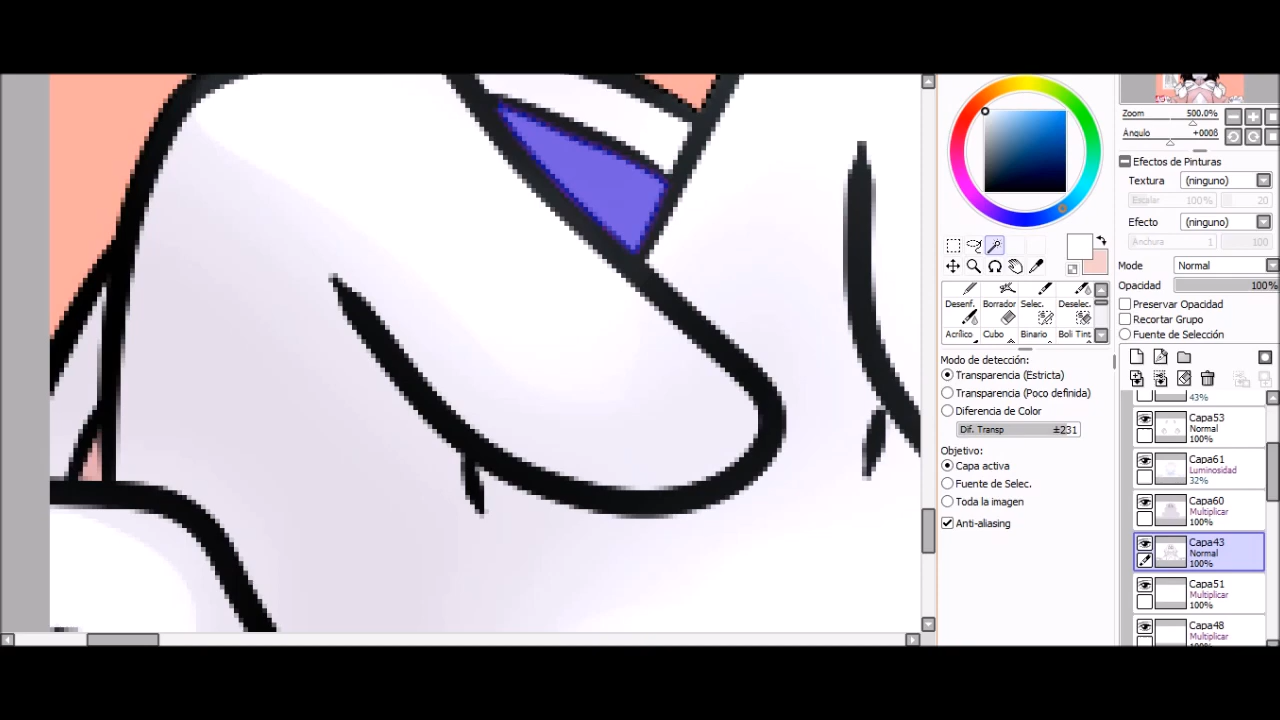 Zoom 500.0%
Ángulo +000ß
Efectos de Pinturas
Textura (ninguno)
Escalar 100% 20
Efecto (ninguno)
Anchura 1 100
Mode Normal
Opacidad 100%
Preservar Opacidad
Recortar Grupo
Fuente de Selección
Desenf. Borrador Selec. Deselec.
Acrílico Cubo Binario Boli Tint
Modo de detección:
Transparencia (Estricta)
Transparencia (Poco definida)
Diferencia de Color
Dif. Transp ±231
Objetivo:
Capa activa
Fuente de Selec.
Toda la imagen
Anti-aliasing
43%
Capa53
Normal
100%
Capa61
Luminosidad
32%
Capa60
Multiplicar
100%
Capa43
Normal
100%
Capa51
Multiplicar
100%
Capa48
Multiplicar
100%